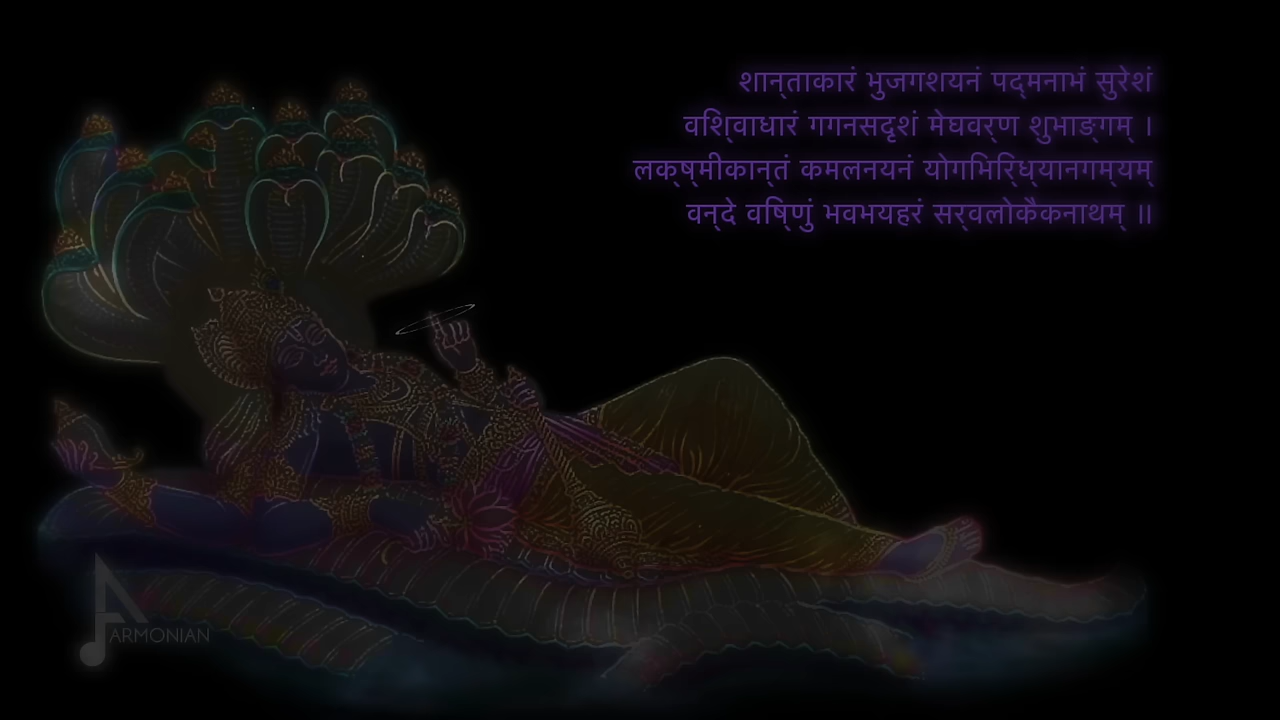 शान्ताकारं भुजगशयनं पद्मनाभं सुरेशं
वशि्वाधारं गगनसदृशं मेघवर्ण शुभाङ्गम् ।
लक्ष्मीकान्तं कमलनयनं योगभिरि्ध्यानगम्यम्
वन्दे वषि्णुं भवभयहरं सर्वलोकैकनाथम् ॥
ARMONIAN